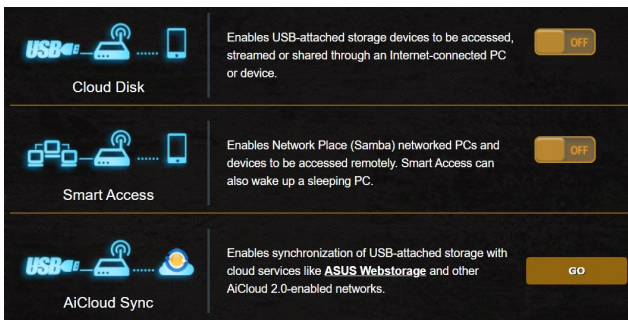 USB
Cloud Disk
Enables USB-attached storage devices to be accessed,
streamed or shared through an Internet-connected PC
or device.
OFF
Smart Access
Enables Network Place (Samba) networked PCs and
devices to be accessed remotely. Smart Access can
also wake up a sleeping PC.
OFF
USB
AiCloud Sync
Enables synchronization of USB-attached storage with
cloud services like ASUS Webstorage and other
AiCloud 2.0-enabled networks.
GO